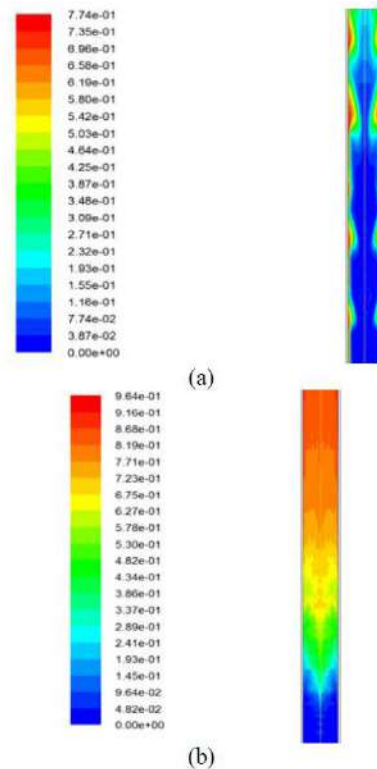 7.74e-01
7.35e-01
6.96e-01
6.58e-01
6.19e-01
5.80e-01
5.42e-01
5.03e-01
4.64e-01
4.25e-01
3.87e-01
3.48e-01
3.09e-01
2.71e-01
2.32e-01
1.93e-01
1.55e-01
1.16e-01
7.74e-02
3.87e-02
0.00e+00
(a)
9.64e-01
9.16e-01
8.68e-01
8.19e-01
7.71e-01
7.23e-01
6.75e-01
6.27e-01
5.78e-01
5.30e-01
4.82e-01
4.34e-01
3.86e-01
3.37e-01
2.89e-01
2.41e-01
1.93e-01
1.45e-01
9.64e-02
4.82e-02
0.00e+00
(b)